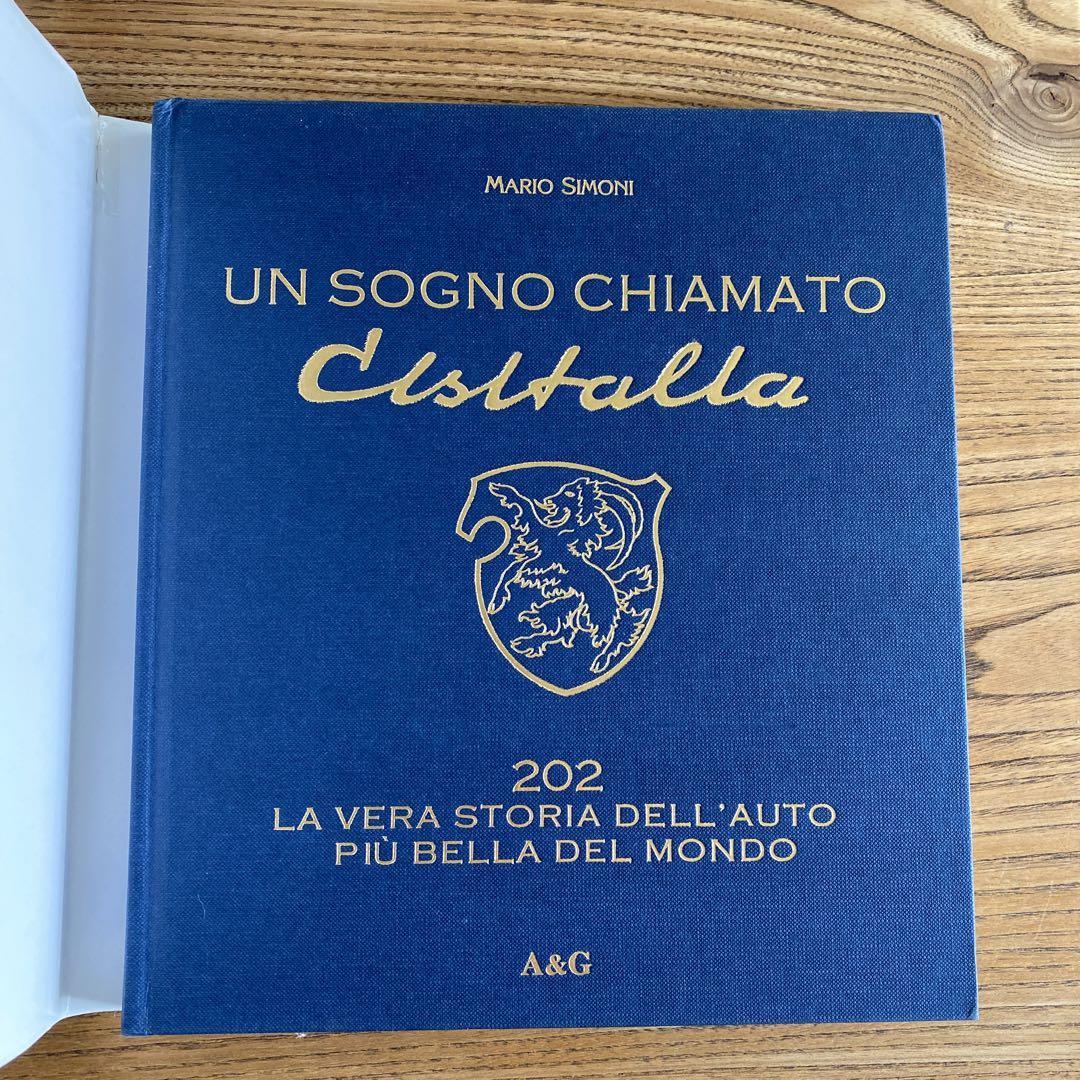 MARIO SIMONI
UN SOGNO CHIAMATO
Cisitalia
202
LA VERA STORIA DELL'AUTO
PIÙ BELLA DEL MONDO
A&G